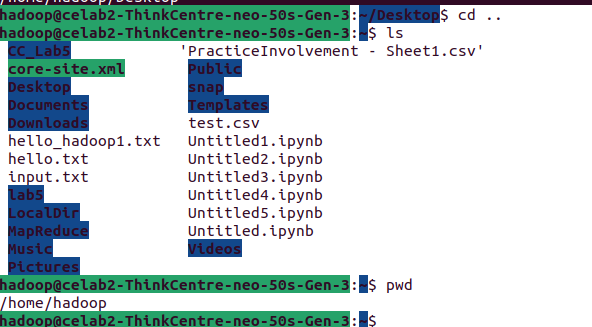 /home/hadoop/Desktop
hadoop@celab2-ThinkCentre-neo-50s-Gen-3:~/Desktop$ cd ..
hadoop@celab2-ThinkCentre-neo-50s-Gen-3:~$ ls
CC_Lab5 'PracticeInvolvement - Sheet1.csv'
core-site.xml Public
Desktop snap
Documents Templates
Downloads test.csv
hello_hadoop1.txt Untitled1.ipynb
hello.txt Untitled2.ipynb
input.txt Untitled3.ipynb
lab5 Untitled4.ipynb
LocalDir Untitled5.ipynb
MapReduce Untitled.ipynb
Music Videos
Pictures
hadoop@celab2-ThinkCentre-neo-50s-Gen-3:~$ pwd
/home/hadoop
hadoop@celab2-ThinkCentre-neo-50s-Gen-3:~$